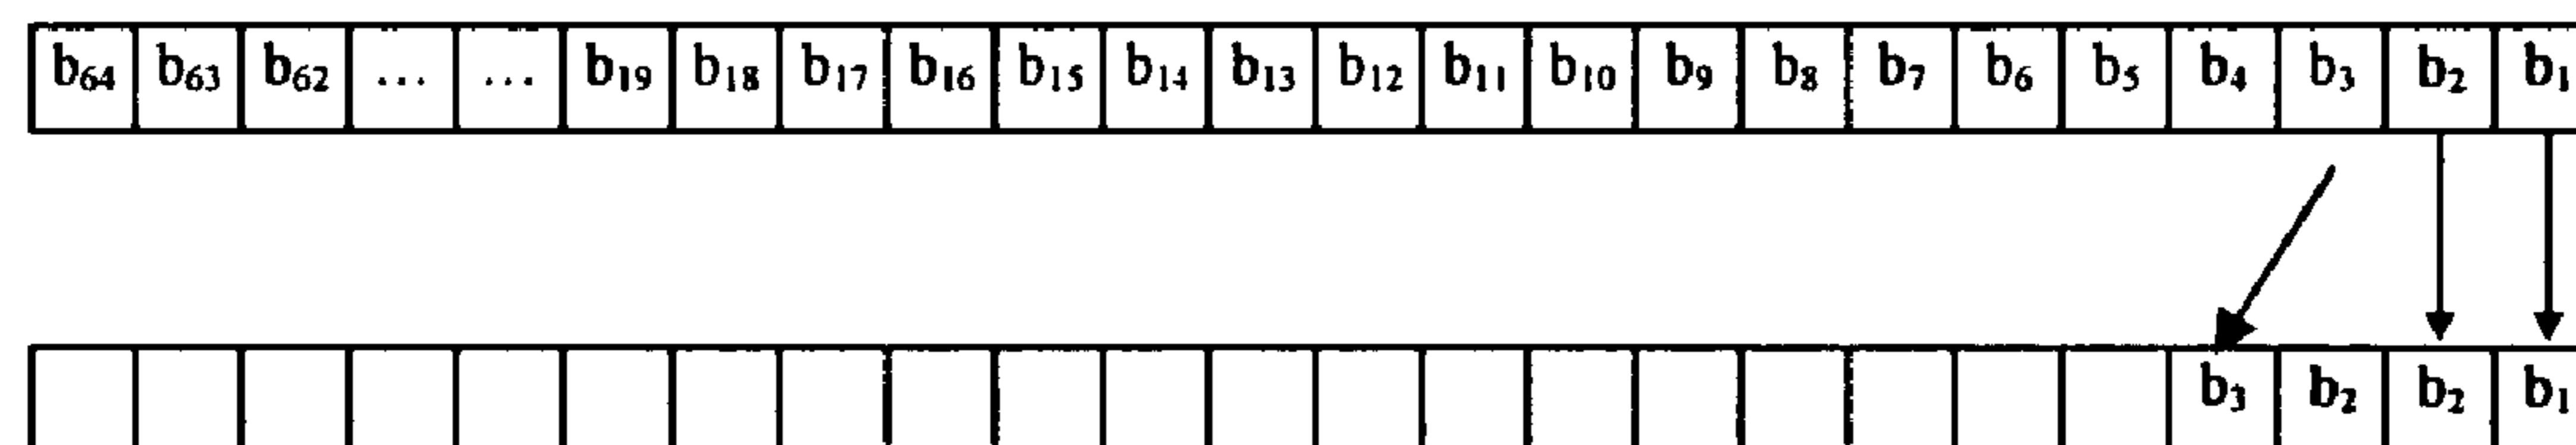 b₆₄ b₆₃ b₆₂ ... ... b₁₉ b₁₈ b₁₇ b₁₆ b₁₅ b₁₄ b₁₃ b₁₂ b₁₁ b₁₀ b₉ b₈ b₇ b₆ b₅ b₄ b₃ b₂ b₁
b₃ b₂ b₂ b₁